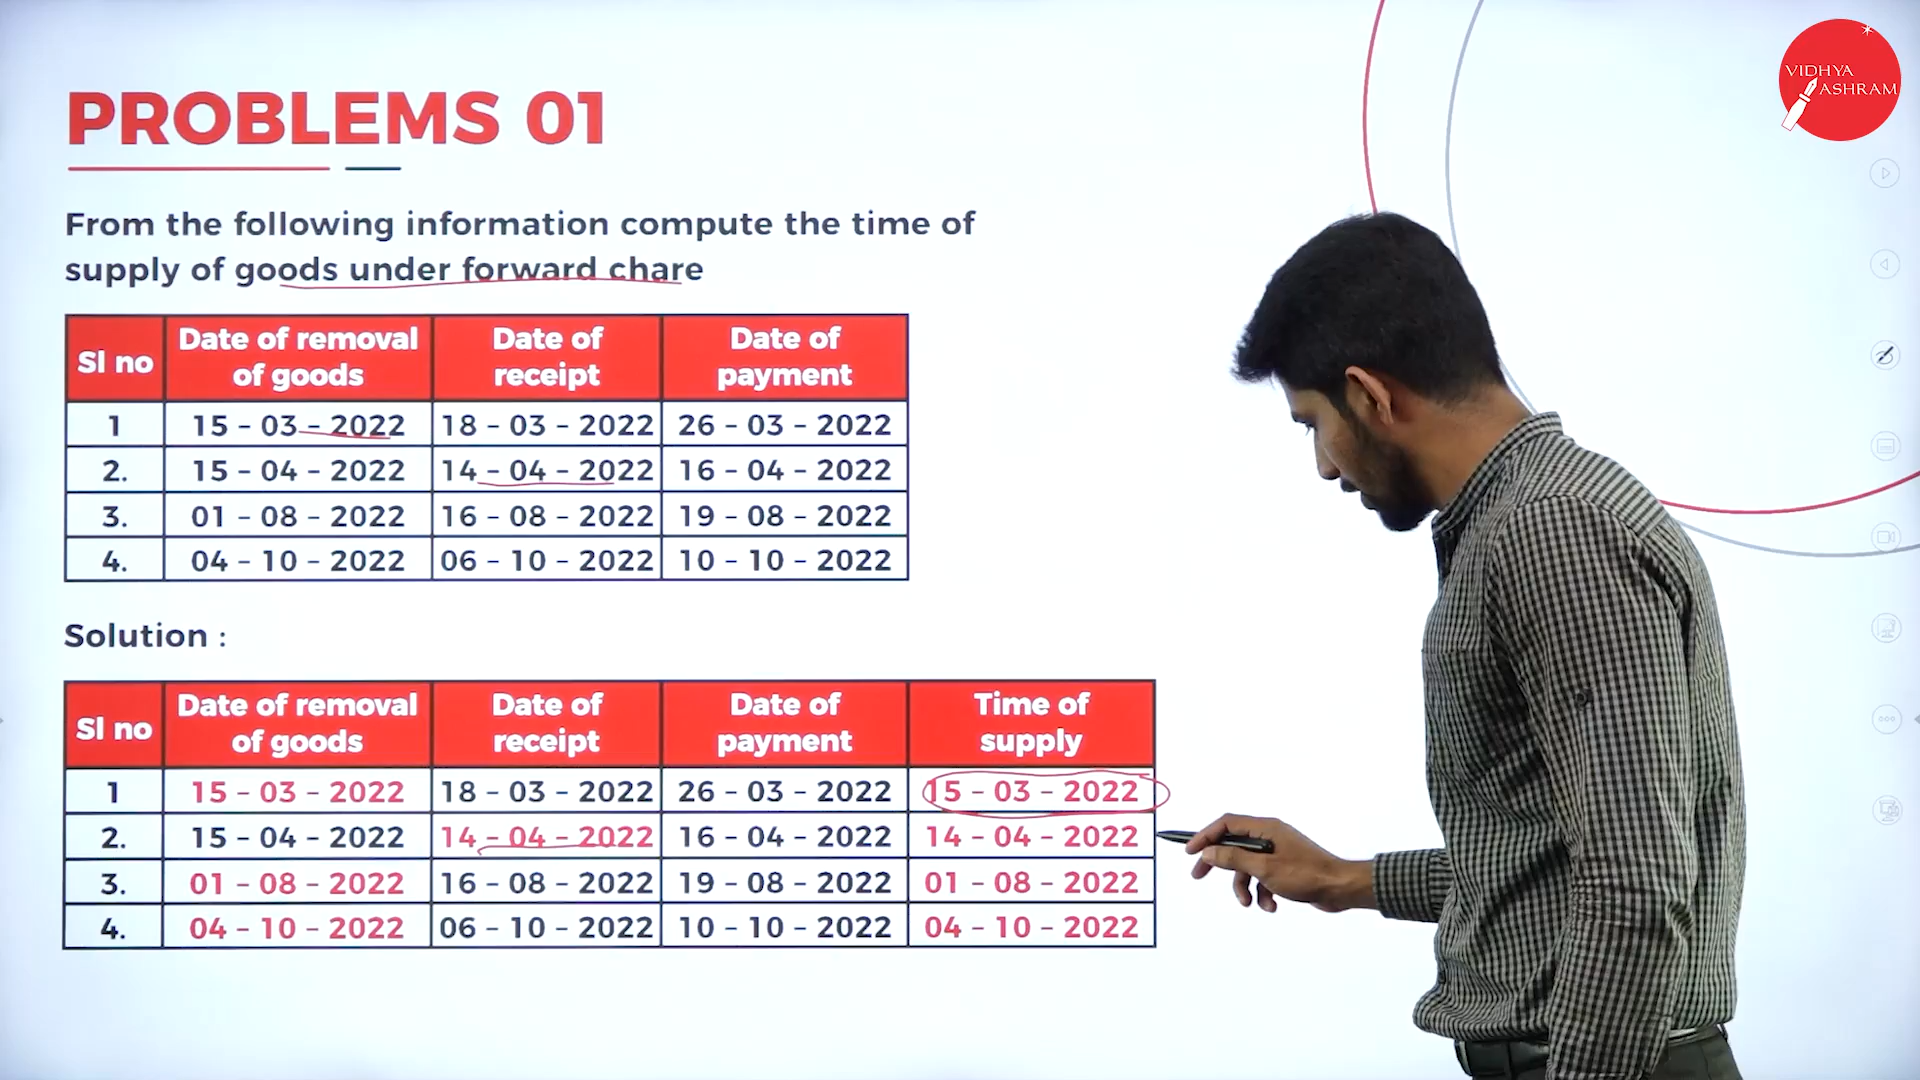 VIDHYA
ASHRAM
PROBLEMS 01
From the following information compute the time of
supply of goods under forward chare
Sl no | Date of removal of goods | Date of receipt | Date of payment
1 | 15 - 03 - 2022 | 18 - 03 - 2022 | 26 - 03 - 2022
2. | 15 - 04 - 2022 | 14 - 04 - 2022 | 16 - 04 - 2022
3. | 01 - 08 - 2022 | 16 - 08 - 2022 | 19 - 08 - 2022
4. | 04 - 10 - 2022 | 06 - 10 - 2022 | 10 - 10 - 2022
Solution :
Sl no | Date of removal of goods | Date of receipt | Date of payment | Time of supply
1 | 15 - 03 - 2022 | 18 - 03 - 2022 | 26 - 03 - 2022 | 15 - 03 - 2022
2. | 15 - 04 - 2022 | 14 - 04 - 2022 | 16 - 04 - 2022 | 14 - 04 - 2022
3. | 01 - 08 - 2022 | 16 - 08 - 2022 | 19 - 08 - 2022 | 01 - 08 - 2022
4. | 04 - 10 - 2022 | 06 - 10 - 2022 | 10 - 10 - 2022 | 04 - 10 - 2022